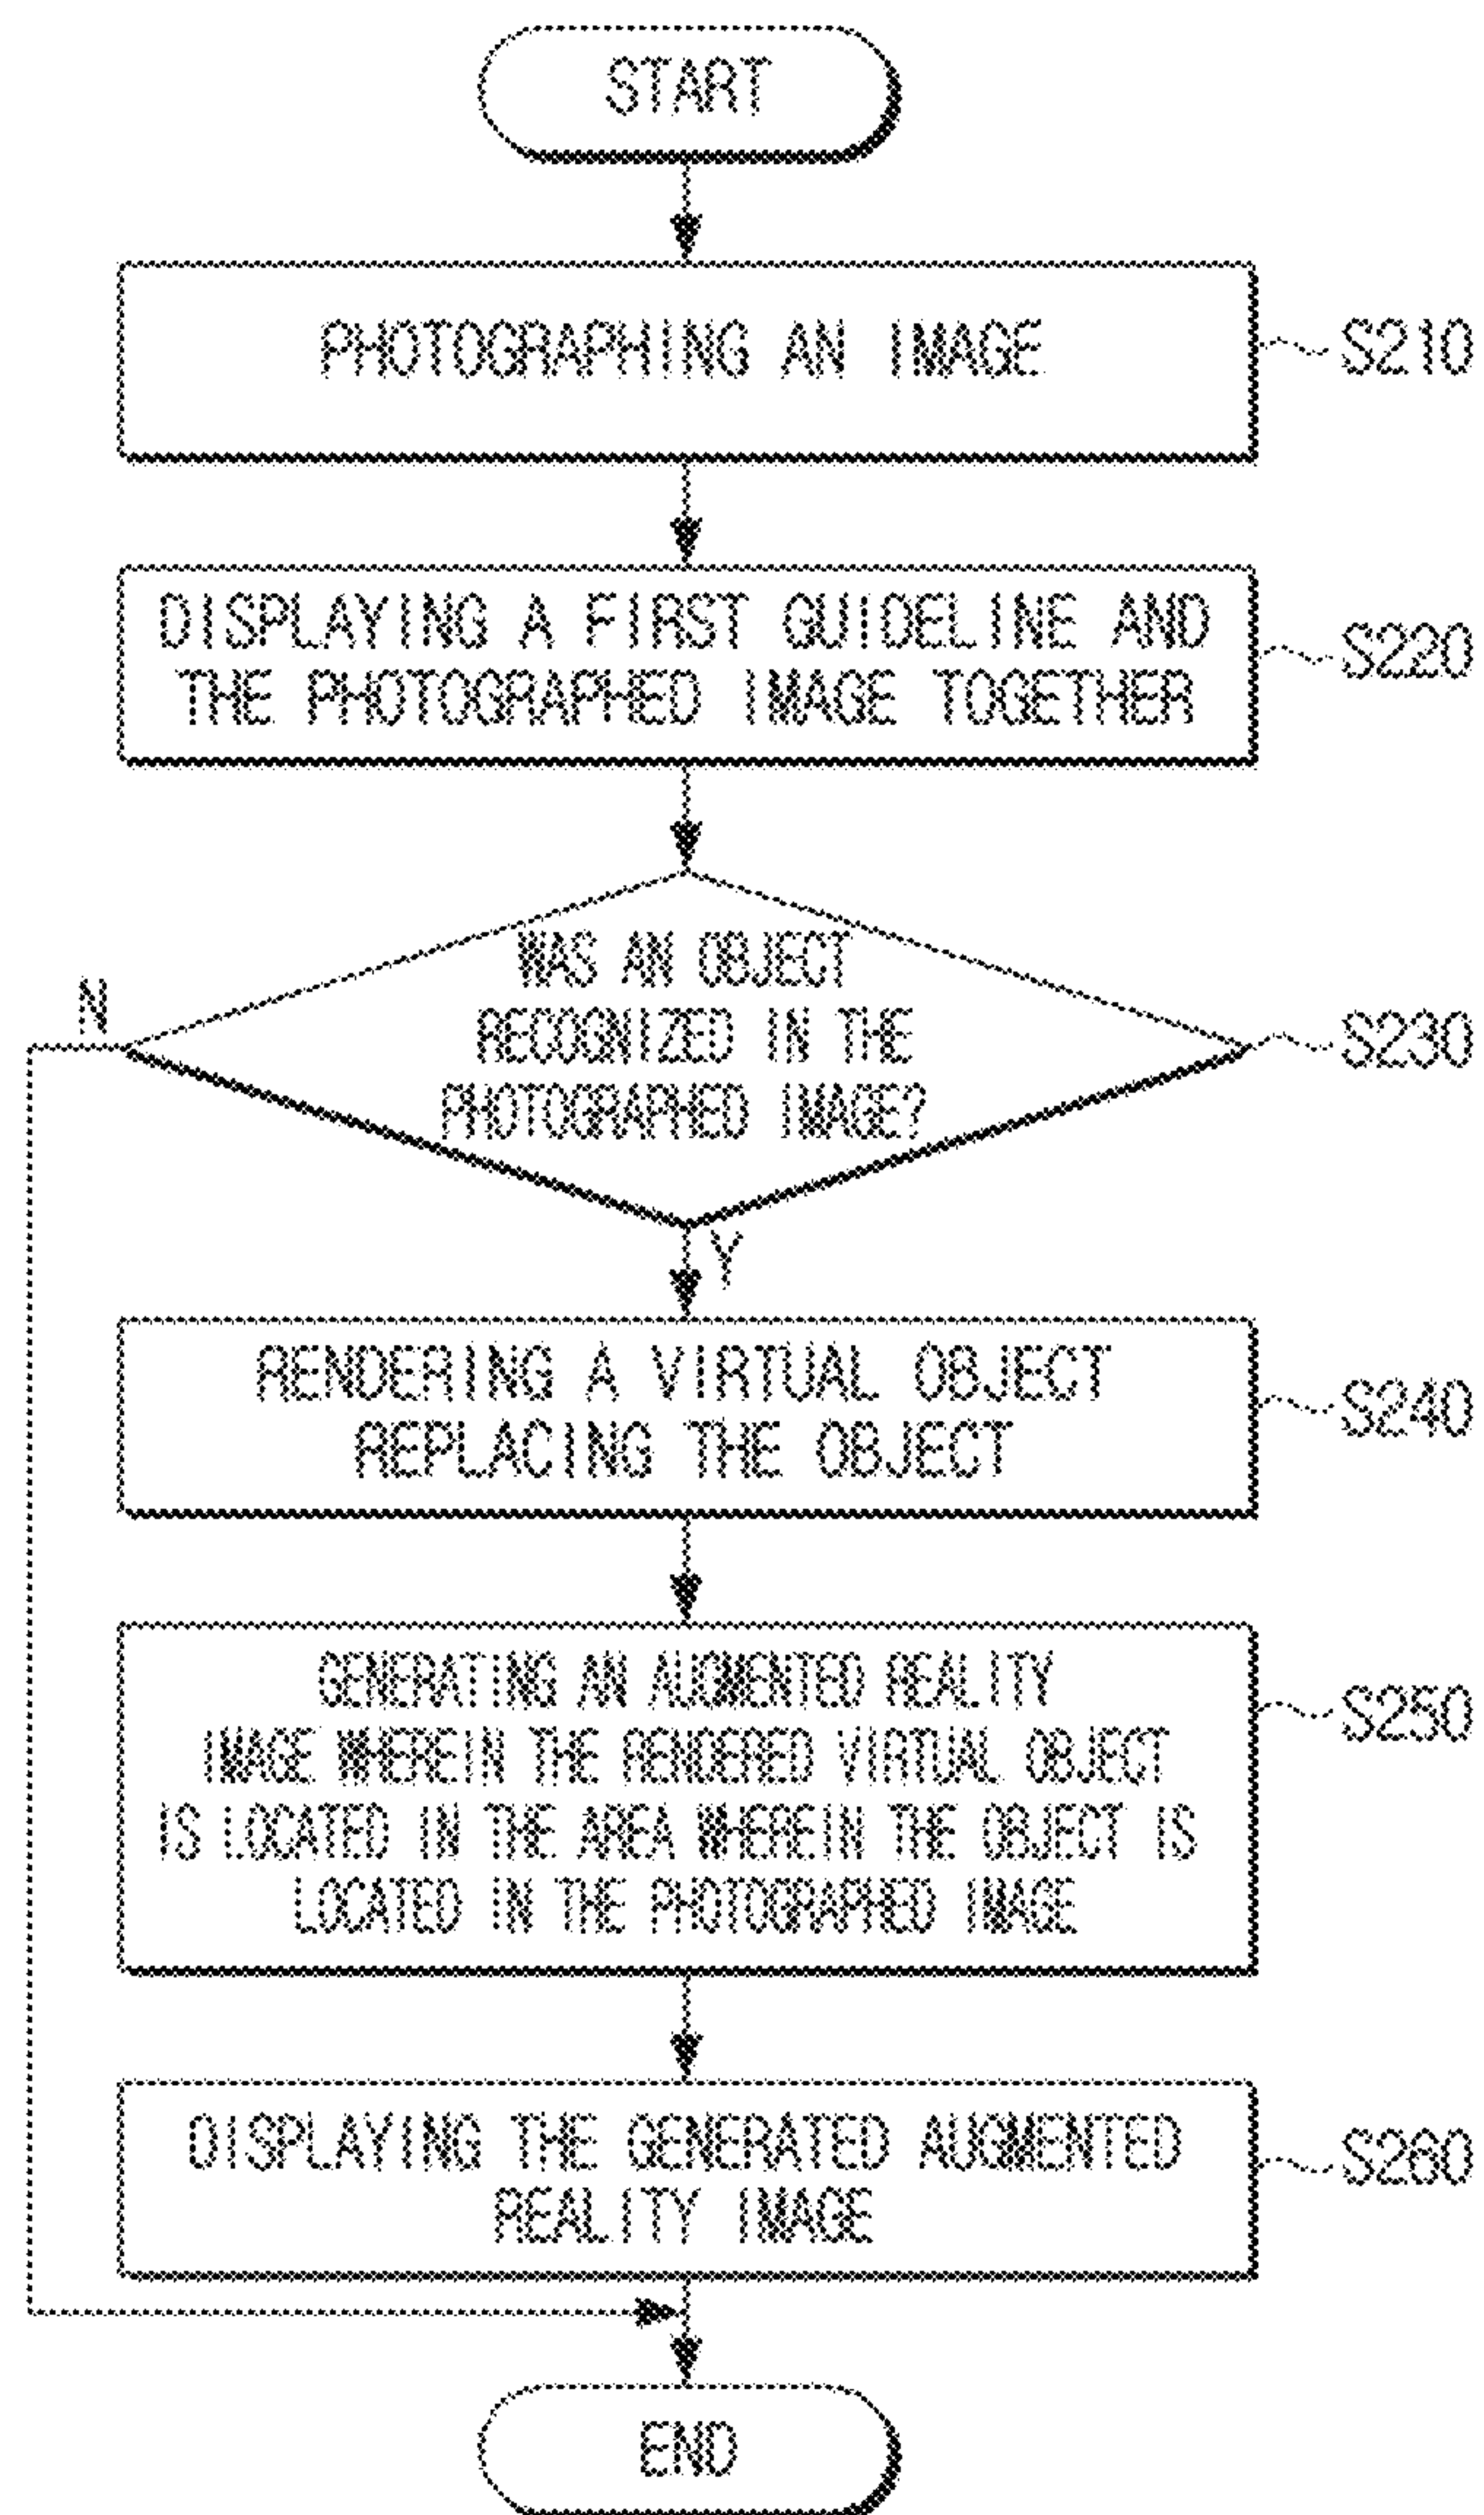 START
PHOTOGRAPHING AN IMAGE
S210
DISPLAYING A FIRST GUIDELINE AND
THE PHOTOGRAPHED IMAGE TOGETHER
S220
WAS AN OBJECT
RECOGNIZED IN THE
PHOTOGRAPHED IMAGE?
N
S230
Y
RENDERING A VIRTUAL OBJECT
REPLACING THE OBJECT
S240
GENERATING AN AUGMENTED REALITY
IMAGE WHEREIN THE RENDERED VIRTUAL OBJECT
IS LOCATED IN THE AREA WHEREIN THE OBJECT IS
LOCATED IN THE PHOTOGRAPHED IMAGE
S250
DISPLAYING THE GENERATED AUGMENTED
REALITY IMAGE
S260
END